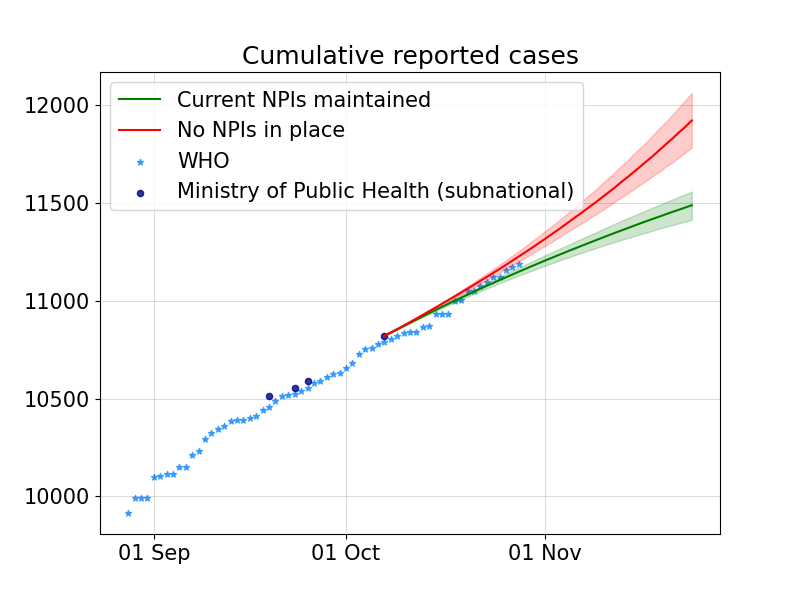 Cumulative reported cases
Current NPIs maintained
No NPIs in place
WHO
Ministry of Public Health (subnational)
12000
11500
11000
10500
10000
01 Sep
01 Oct
01 Nov